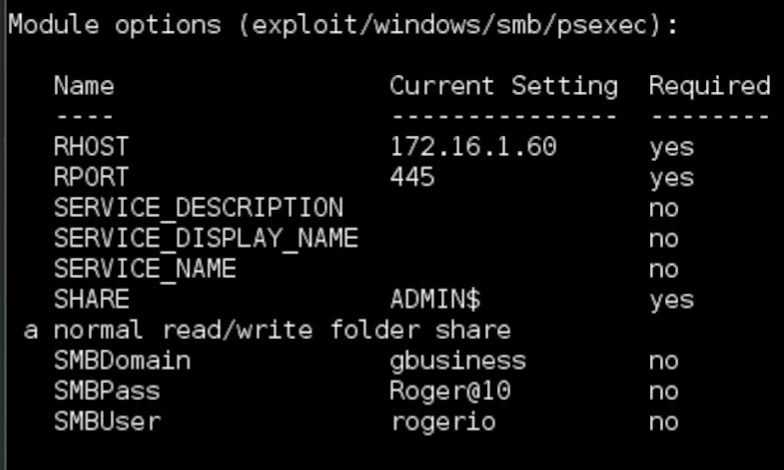 Module options (exploit/windows/smb/psexec):
Name Current Setting Required
---- --------------- --------
RHOST 172.16.1.60 yes
RPORT 445 yes
SERVICE_DESCRIPTION no
SERVICE_DISPLAY_NAME no
SERVICE_NAME no
SHARE ADMIN$ yes
a normal read/write folder share
SMBDomain gbusiness no
SMBPass Roger@10 no
SMBUser rogerio no